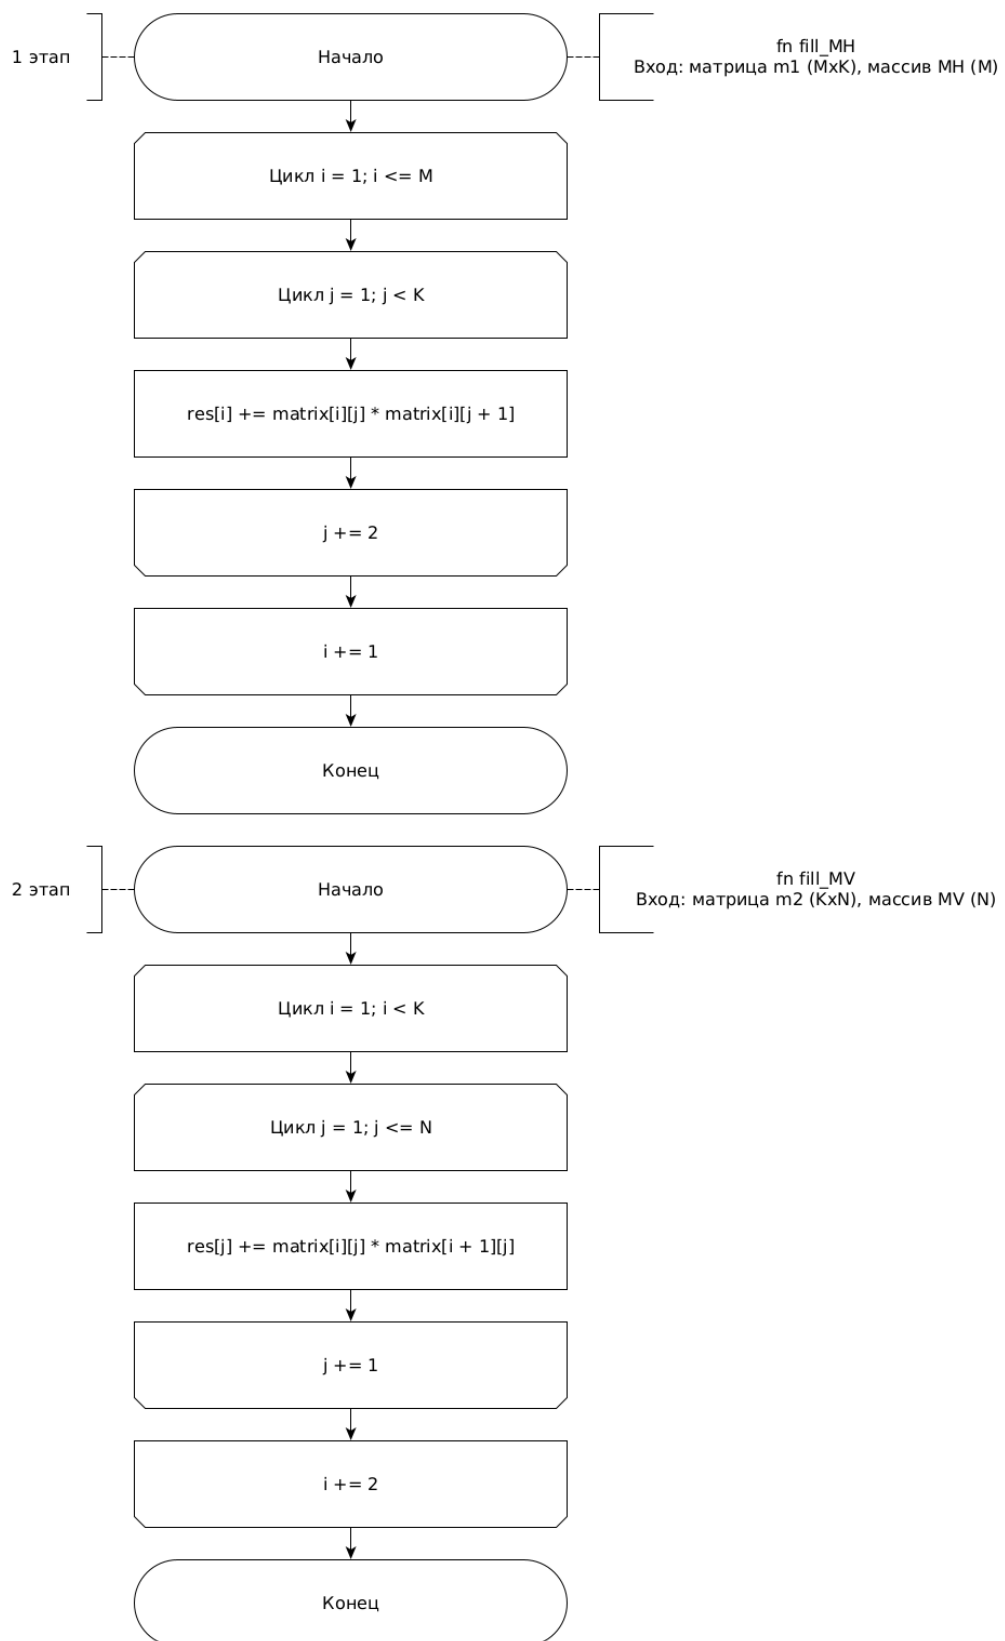 1 этап
Начало
fn fill_MH
Вход: матрица m1 (MxK), массив MH (M)
Цикл i = 1; i <= M
Цикл j = 1; j < K
res[i] += matrix[i][j] * matrix[i][j + 1]
j += 2
i += 1
Конец
2 этап
Начало
fn fill_MV
Вход: матрица m2 (KxN), массив MV (N)
Цикл i = 1; i < K
Цикл j = 1; j <= N
res[j] += matrix[i][j] * matrix[i + 1][j]
j += 1
i += 2
Конец